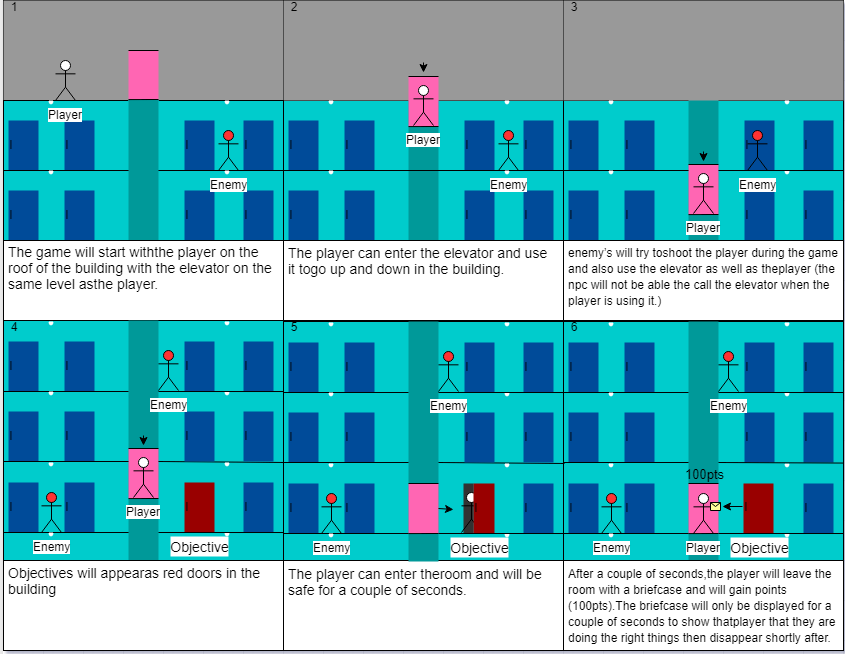 1
Player
Enemy
The game will start withthe player on the
roof of the building with the elevator on the
same level asthe player.
2
Player
Enemy
The player can enter the elevator and use
it togo up and down in the building.
3
Enemy
Player
enemy's will try toshoot the player during the game
and also use the elevator as well as theplayer (the
npc will not be able the call the elevator when the
player is using it.)
4
Enemy
Player
Enemy
Objective
Objectives will appearas red doors in the
building
5
Enemy
Enemy
Objective
The player can enter theroom and will be
safe for a couple of seconds.
6
Enemy
100pts
Enemy
Player
Objective
After a couple of seconds,the player will leave the
room with a briefcase and will gain points
(100pts).The briefcase will only be displayed for a
couple of seconds to show thatplayer that they are
doing the right things then disappear shortly after.